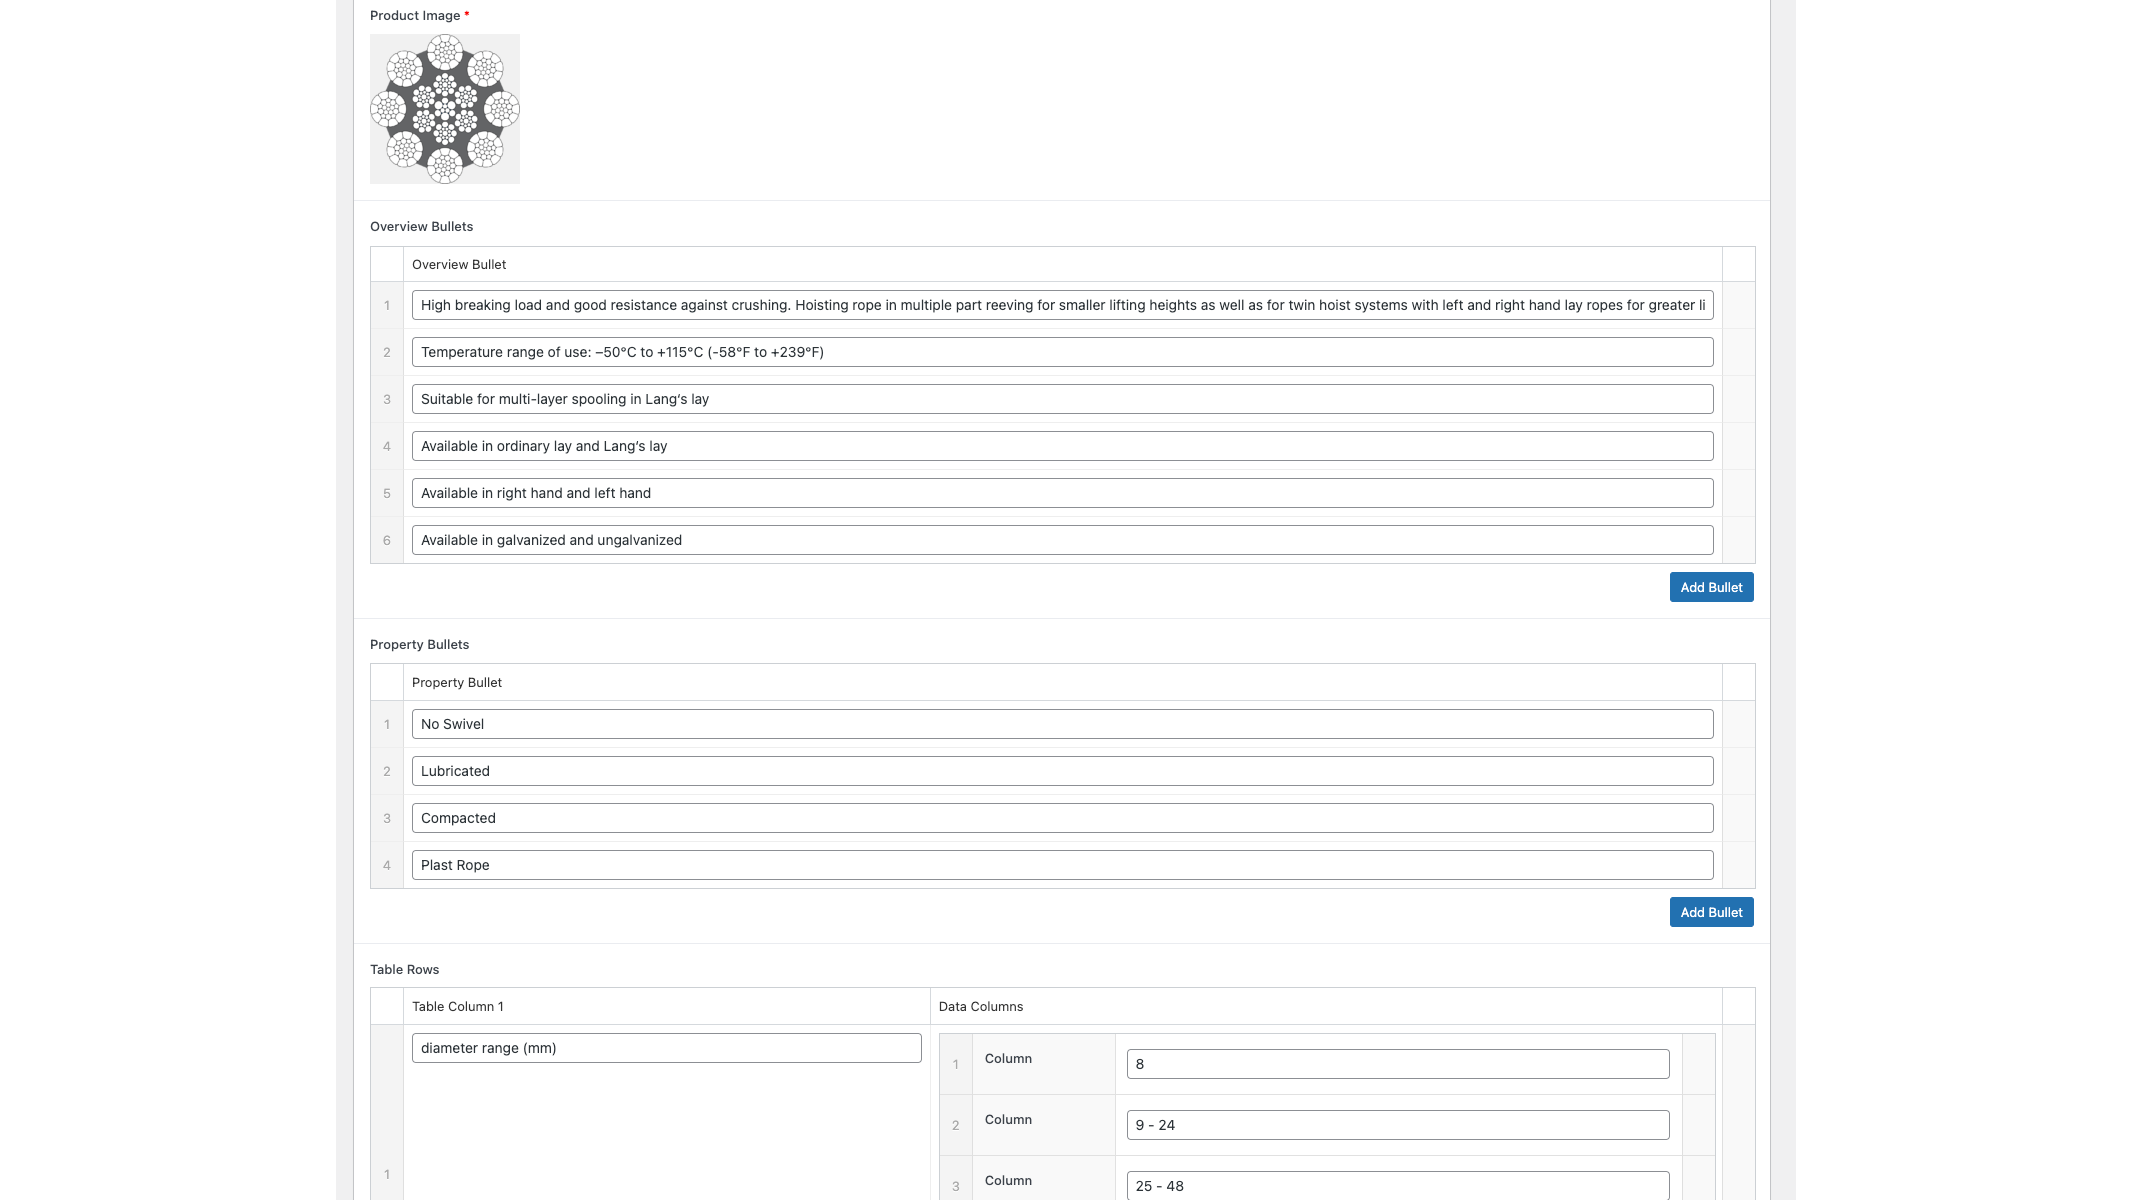 Product Image *
Overview Bullets
Overview Bullet
1 High breaking load and good resistance against crushing. Hoisting rope in multiple part reeving for smaller lifting heights as well as for twin hoist systems with left and right hand lay ropes for greater li
2 Temperature range of use: –50°C to +115°C (-58°F to +239°F)
3 Suitable for multi-layer spooling in Lang‘s lay
4 Available in ordinary lay and Lang’s lay
5 Available in right hand and left hand
6 Available in galvanized and ungalvanized
Add Bullet
Property Bullets
Property Bullet
1 No Swivel
2 Lubricated
3 Compacted
4 Plast Rope
Add Bullet
Table Rows
Table Column 1 Data Columns
diameter range (mm)
1 Column 8
2 Column 9 - 24
1
3 Column 25 - 48